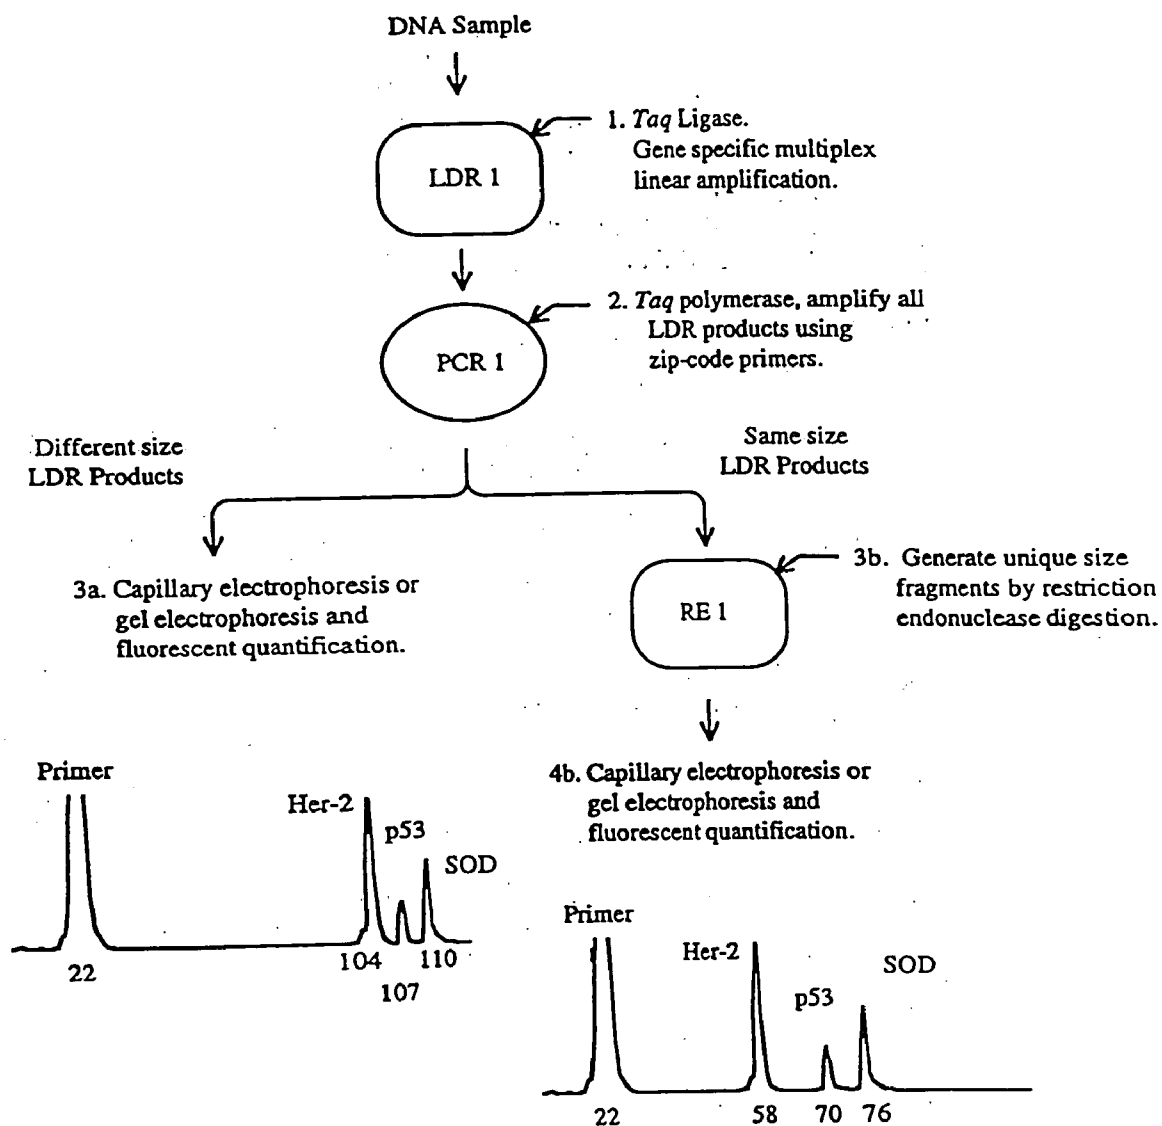 DNA Sample
LDR 1
1. Taq Ligase.
Gene specific multiplex
linear amplification.
PCR 1
2. Taq polymerase, amplify all
LDR products using
zip-code primers.
Different size
LDR Products
Same size
LDR Products
3a. Capillary electrophoresis or
gel electrophoresis and
fluorescent quantification.
RE 1
3b. Generate unique size
fragments by restriction
endonuclease digestion.
4b. Capillary electrophoresis or
gel electrophoresis and
fluorescent quantification.
Primer
Her-2
p53
SOD
22
104
107
110
Primer
Her-2
p53
SOD
22
58
70
76